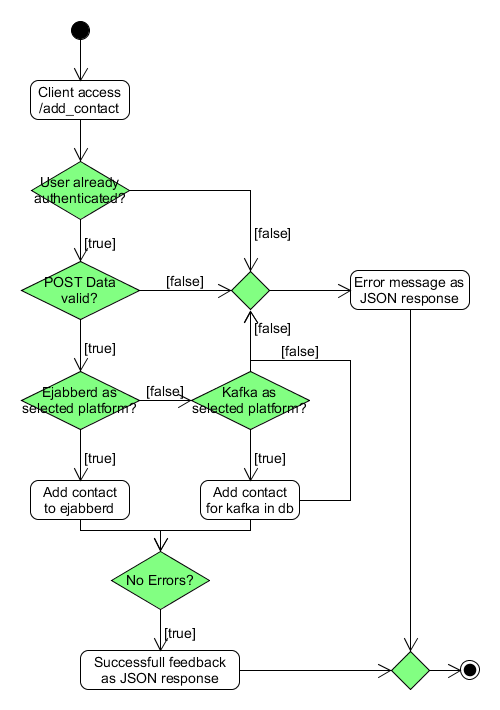 Client access
/add_contact
User already
authenticated?
[false]
[true]
POST Data
valid?
[false]
Error message as
JSON response
[false]
[true]
[false]
Ejabberd as
selected platform?
[false]
Kafka as
selected platform?
[true]
[true]
Add contact
to ejabberd
Add contact
for kafka in db
No Errors?
[true]
Successfull feedback
as JSON response